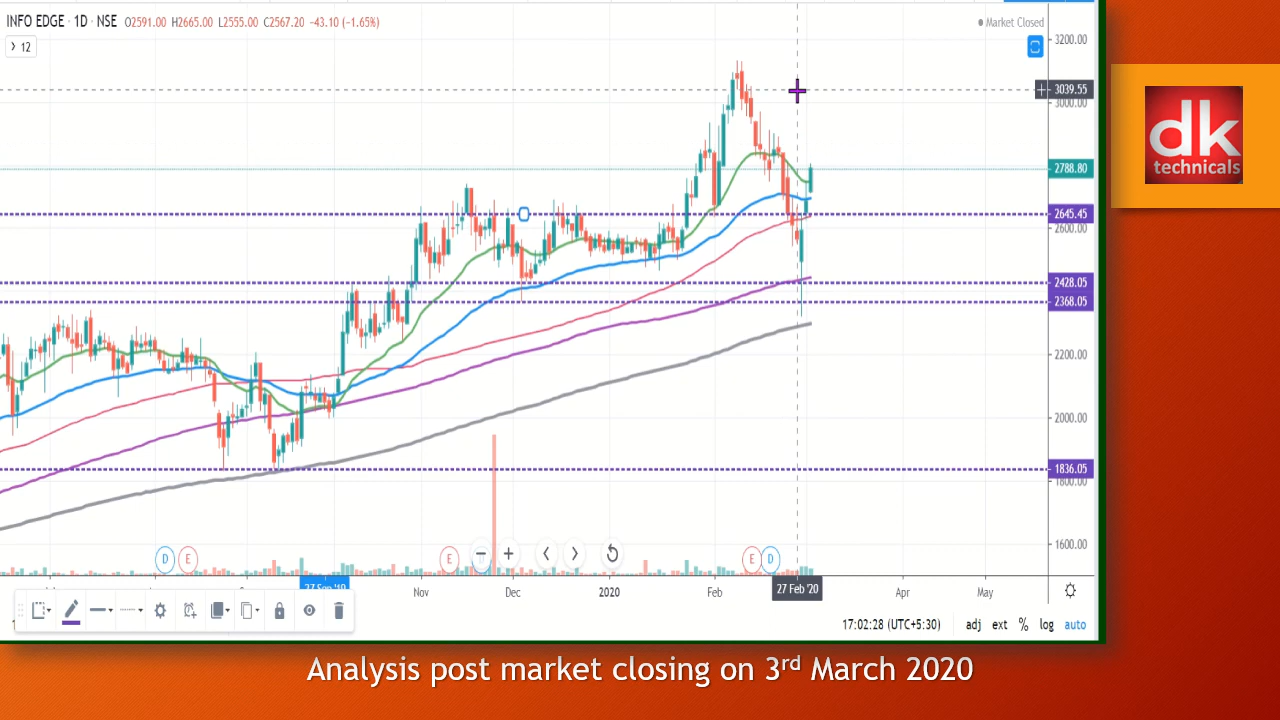 INFO EDGE · 1D · NSE O2591.00 H2665.00 L2555.00 C2567.20 −43.10 (−1.65%)
Market Closed
12
3200.00
3039.55
3000.00
dk
technicals
2788.80
2645.45
2600.00
2428.05
2368.05
2200.00
2000.00
1836.05
1800.00
1600.00
D E E E D
27 Sep '19 Nov Dec 2020 Feb 27 Feb '20 Apr May
17:02:28 (UTC+5:30) adj ext % log auto
Analysis post market closing on 3rd March 2020